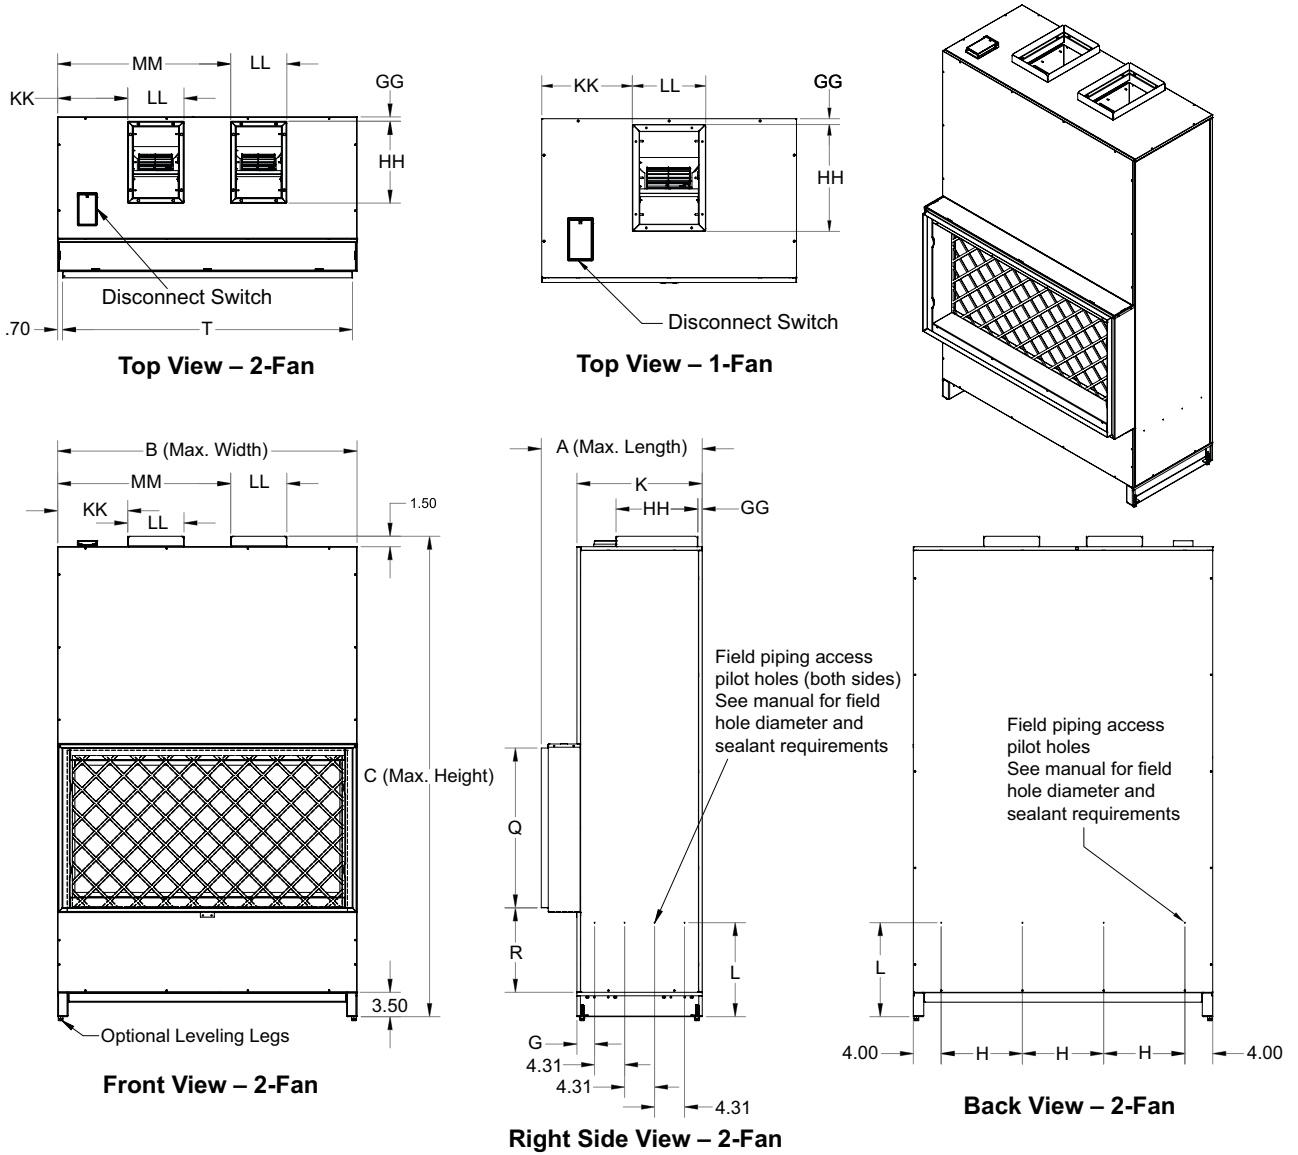 MM
LL
GG
KK
LL
HH
Disconnect Switch
.70
T
Top View – 2-Fan
KK
LL
GG
HH
Disconnect Switch
Top View – 1-Fan
B (Max. Width)
MM
LL
KK
LL
1.50
C (Max. Height)
3.50
Optional Leveling Legs
Front View – 2-Fan
A (Max. Length)
K
HH
GG
Field piping access
pilot holes (both sides)
See manual for field
hole diameter and
sealant requirements
Q
R
L
G
4.31
4.31
4.31
Right Side View – 2-Fan
Field piping access
pilot holes
See manual for field
hole diameter and
sealant requirements
L
4.00
H
H
H
4.00
Back View – 2-Fan